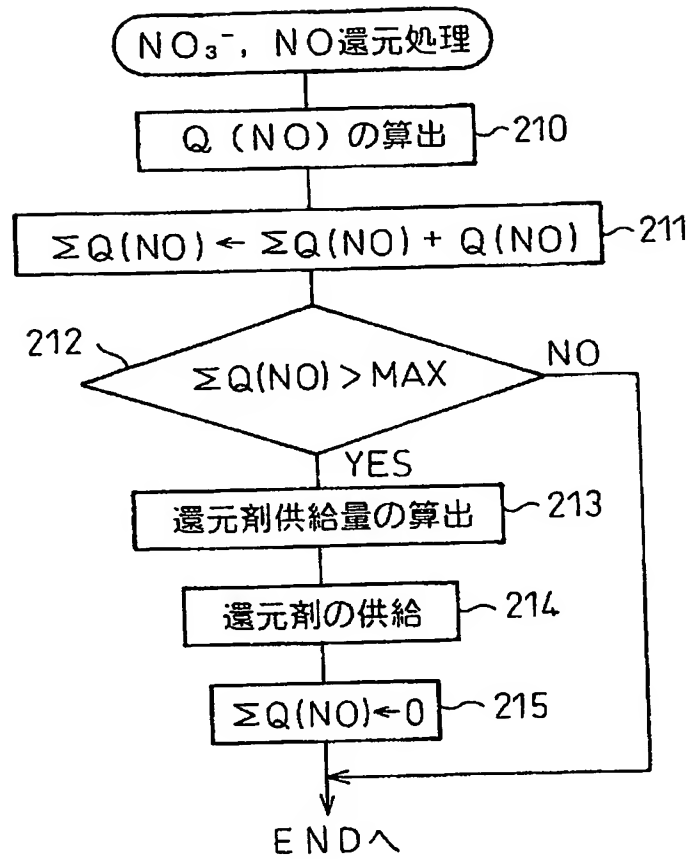 NO₃⁻, NO還元処理
Q (NO) の算出 210
ΣQ(NO) ← ΣQ(NO) + Q(NO) 211
212
ΣQ(NO) > MAX
NO
YES
還元剤供給量の算出 213
還元剤の供給 214
ΣQ(NO)←0 215
ENDへ